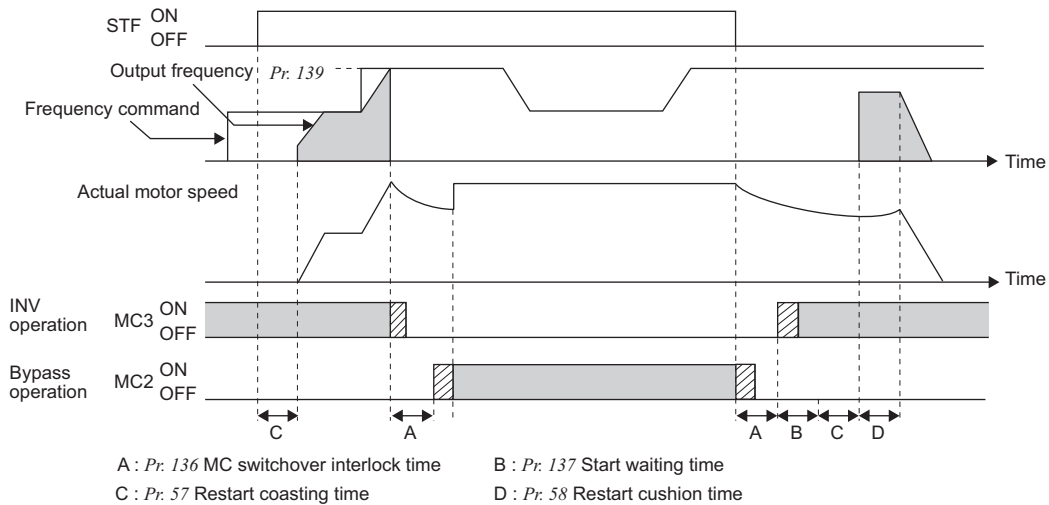 STF ON
OFF
Output frequency Pr. 139
Frequency command
Time
Actual motor speed
Time
INV operation MC3 ON
OFF
Bypass operation MC2 ON
OFF
C A A B C D
A : Pr. 136 MC switchover interlock time B : Pr. 137 Start waiting time
C : Pr. 57 Restart coasting time D : Pr. 58 Restart cushion time